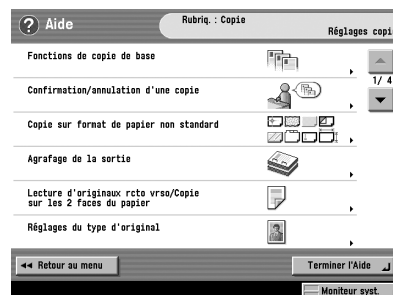 ? Aide
Rubriq. : Copie
Réglages copi
Fonctions de copie de base
1/ 4
Confirmation/annulation d'une copie
Copie sur format de papier non standard
Agrafage de la sortie
Lecture d'originaux rcto vrso/Copie
sur les 2 faces du papier
Réglages du type d'original
Retour au menu
Terminer l'Aide
Moniteur syst.